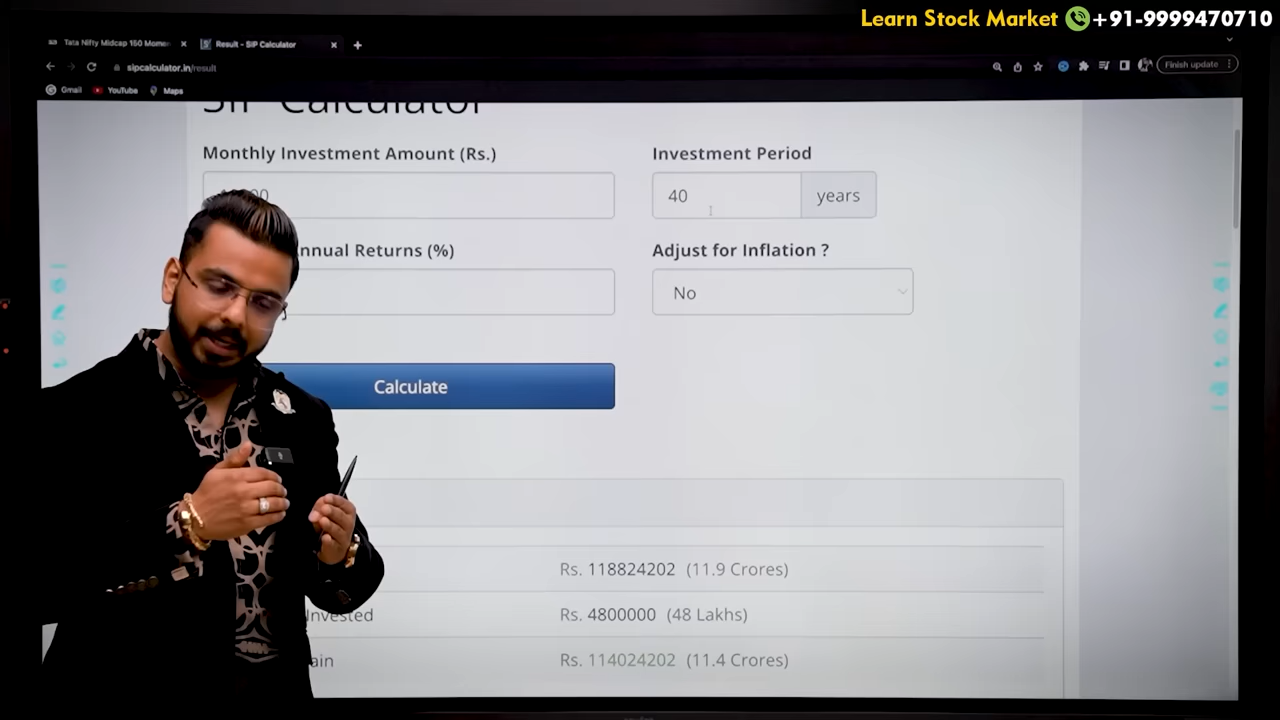 Learn Stock Market +91-9999470710
Tata Nifty Midcap 150 Momen
Result - SIP Calculator
sipcalculator.in/result
Finish update
Gmail YouTube Maps
SIP Calculator
Monthly Investment Amount (Rs.)
Investment Period
40 years
nnual Returns (%)
Adjust for Inflation ?
No
Calculate
Rs. 118824202 (11.9 Crores)
Invested Rs. 4800000 (48 Lakhs)
ain Rs. 114024202 (11.4 Crores)